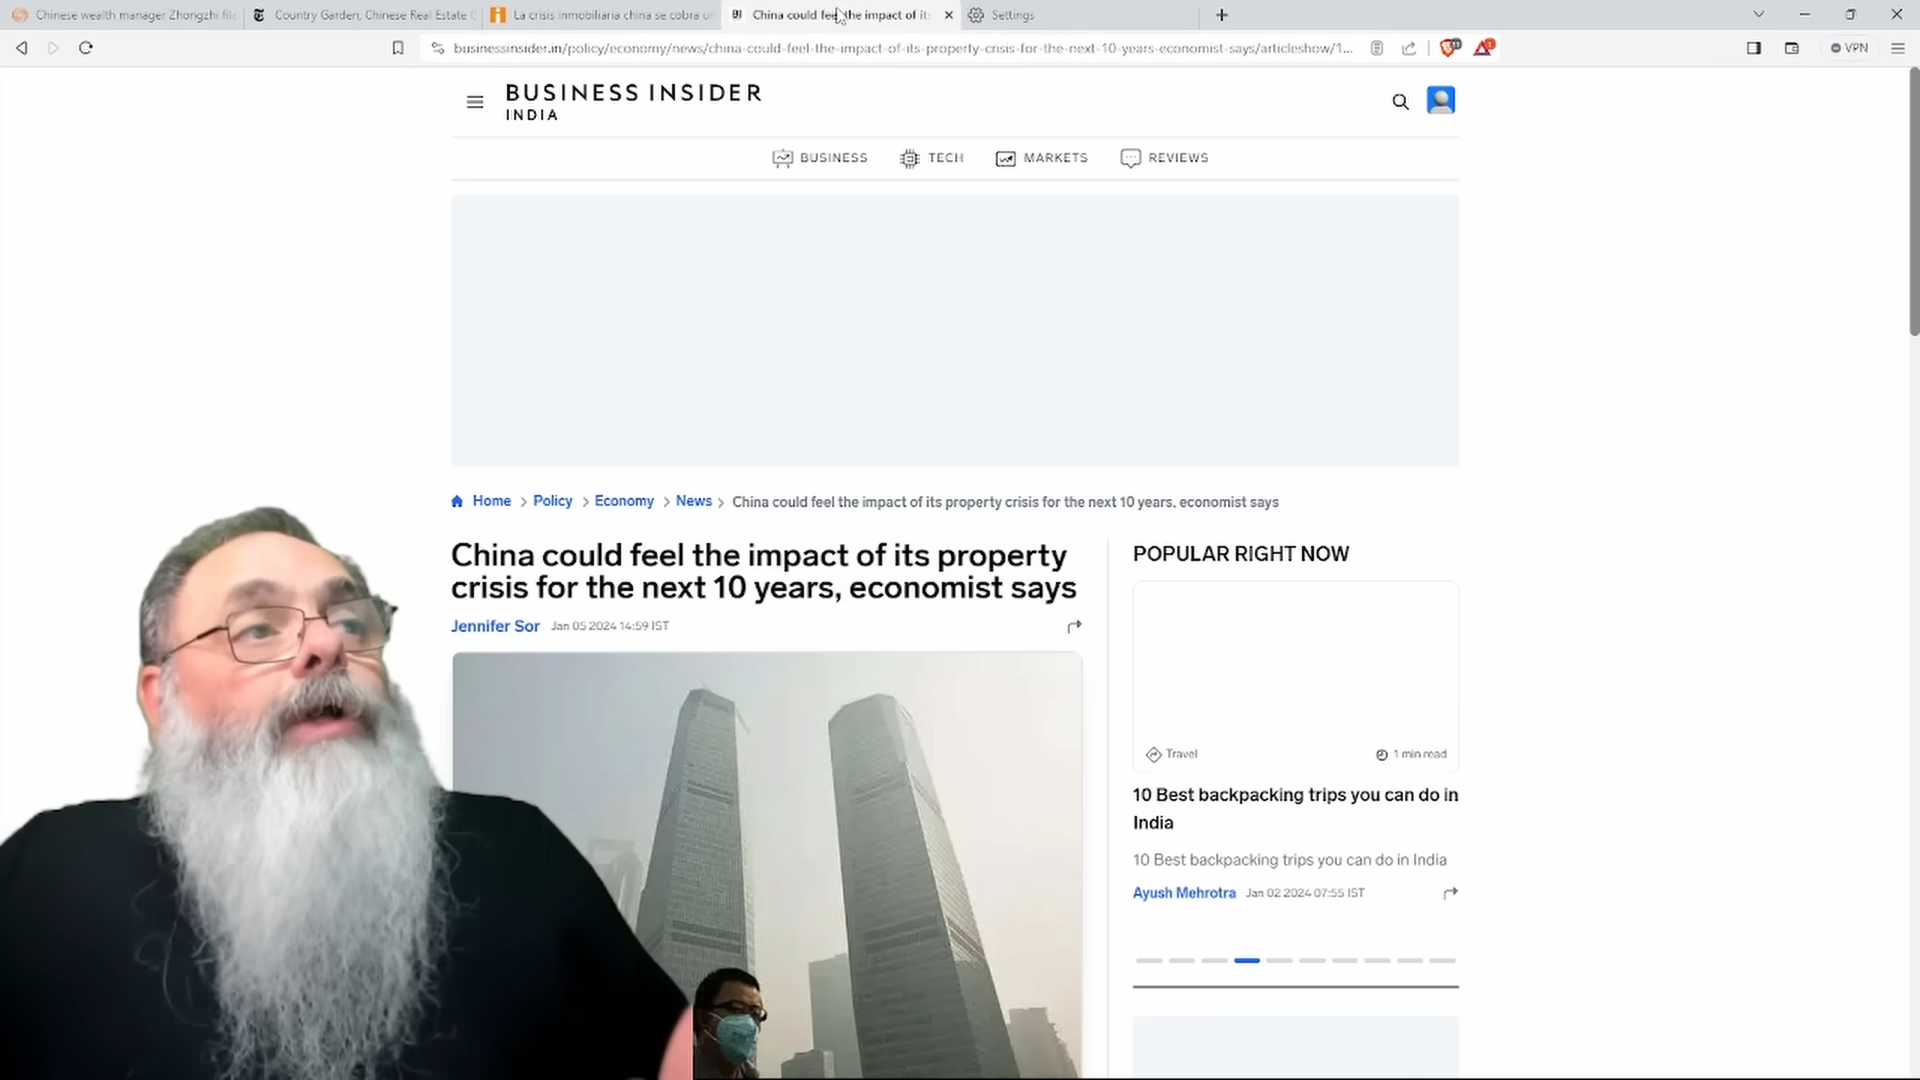 Chinese wealth manager Zhongzhi file
Country Garden, Chinese Real Estate
La crisis inmobiliaria china se cobra un
China could feel the impact of its
Settings
businessinsider.in/policy/economy/news/china-could-feel-the-impact-of-its-property-crisis-for-the-next-10-years-economist-says/articleshow/1...
VPN
BUSINESS INSIDER
INDIA
BUSINESS
TECH
MARKETS
REVIEWS
Home > Policy > Economy > News > China could feel the impact of its property crisis for the next 10 years, economist says
China could feel the impact of its property
crisis for the next 10 years, economist says
Jennifer Sor Jan 05 2024 14:59 IST
POPULAR RIGHT NOW
Travel
1 min read
10 Best backpacking trips you can do in
India
10 Best backpacking trips you can do in India
Ayush Mehrotra Jan 02 2024 07:55 IST